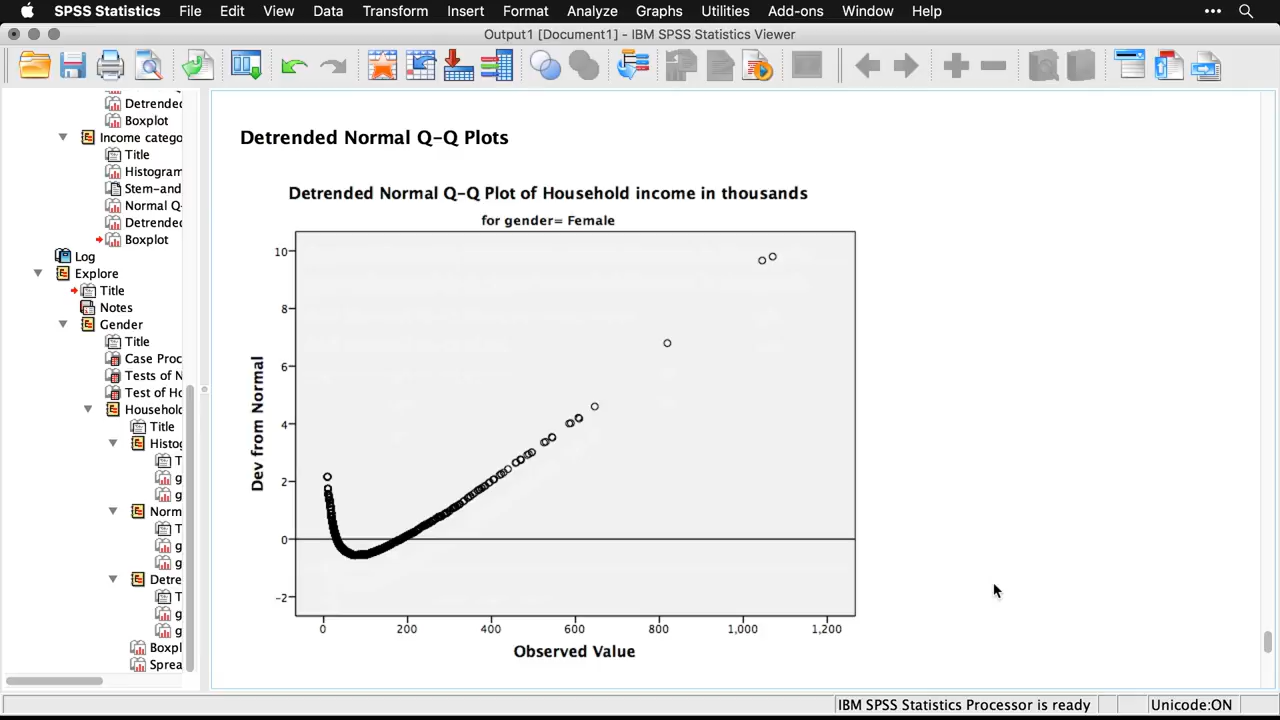 SPSS Statistics File Edit View Data Transform Insert Format Analyze Graphs Utilities Add-ons Window Help
Output1 [Document1] - IBM SPSS Statistics Viewer
Detrended
Boxplot
Income catego
Title
Histogram
Stem-and
Normal Q-
Detrended
Boxplot
Log
Explore
Title
Notes
Gender
Title
Case Proc
Tests of N
Test of Ho
Household
Title
Histog
T
g
g
Norm
T
g
g
Detre
T
g
g
Boxpl
Sprea
Detrended Normal Q-Q Plots
Detrended Normal Q-Q Plot of Household income in thousands
for gender= Female
Dev from Normal
10
8
6
4
2
0
-2
0 200 400 600 800 1,000 1,200
Observed Value
IBM SPSS Statistics Processor is ready Unicode:ON